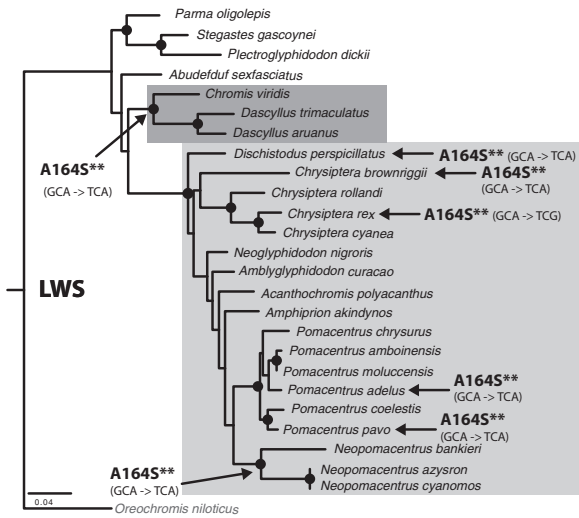 Parma oligolepis
Stegastes gascoynei
Plectroglyphidodon dickii
Abudefduf sexfasciatus
Chromis viridis
Dascyllus trimaculatus
Dascyllus aruanus
A164S**
(GCA -> TCA)
Dischistodus perspicillatus
A164S** (GCA -> TCA)
Chrysiptera brownriggii
A164S**
(GCA -> TCA)
Chrysiptera rollandi
Chrysiptera rex
A164S** (GCA -> TCG)
Chrysiptera cyanea
Neoglyphidodon nigroris
Amblyglyphidodon curacao
LWS
Acanthochromis polyacanthus
Amphiprion akindynos
Pomacentrus chrysurus
Pomacentrus amboinensis
Pomacentrus moluccensis
Pomacentrus adelus
A164S**
(GCA -> TCA)
Pomacentrus coelestis
Pomacentrus pavo
A164S**
(GCA -> TCA)
Neopomacentrus bankieri
A164S**
(GCA -> TCA)
Neopomacentrus azysron
Neopomacentrus cyanomos
0.04
Oreochromis niloticus